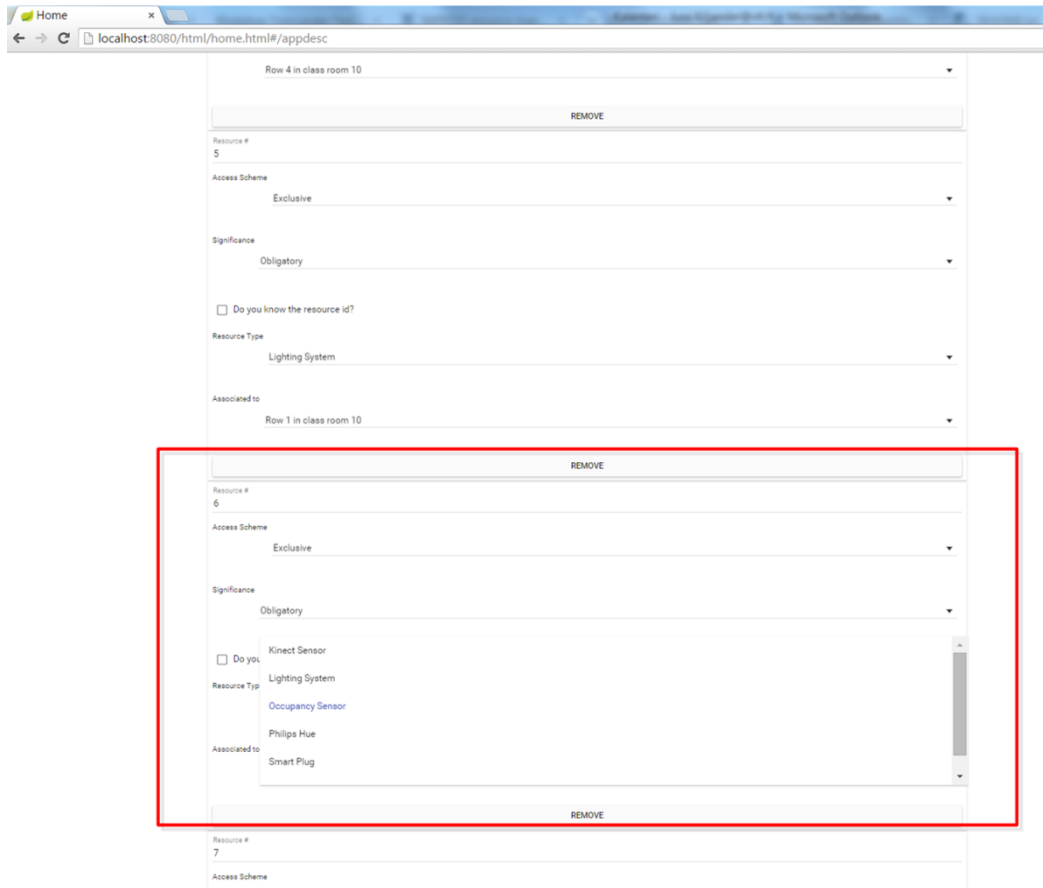 Home ×
localhost:8080/html/home.html#/appdesc
Row 4 in class room 10
REMOVE
Resource #
5
Access Scheme
Exclusive
Significance
Obligatory
Do you know the resource id?
Resource Type
Lighting System
Associated to
Row 1 in class room 10
REMOVE
Resource #
6
Access Scheme
Exclusive
Significance
Obligatory
Kinect Sensor
Do you
Lighting System
Resource Typ
Occupancy Sensor
Philips Hue
Associated to
Smart Plug
REMOVE
Resource #
7
Access Scheme